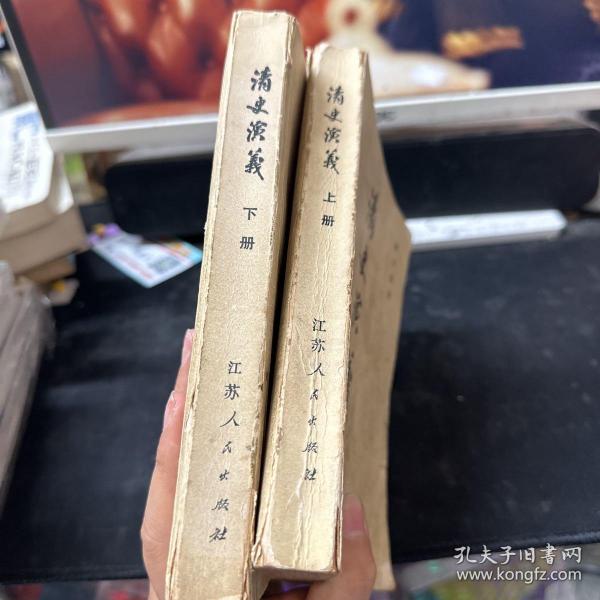 清史演義
下册
江苏人民出版社
清史演義
上册
江苏人民出版社
孔夫子旧书网
www.kongfz.com